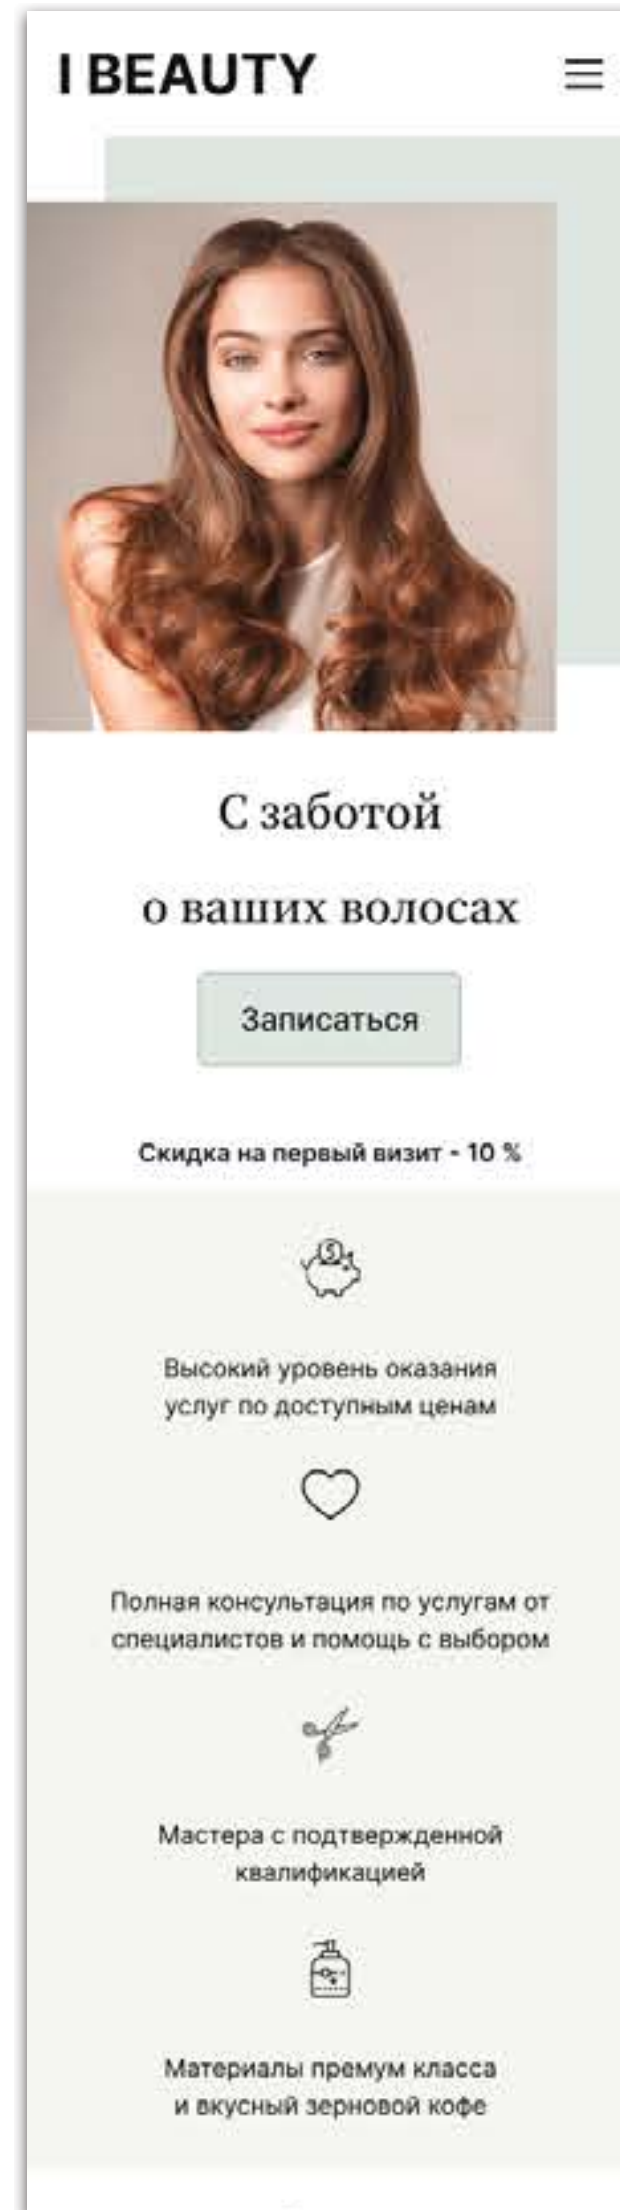 I BEAUTY
С заботой
о ваших волосах
Записаться
Скидка на первый визит - 10 %
Высокий уровень оказания
услуг по доступным ценам
Полная консультация по услугам от
специалистов и помощь с выбором
Мастера с подтвержденной
квалификацией
Материалы премум класса
и вкусный зерновой кофе